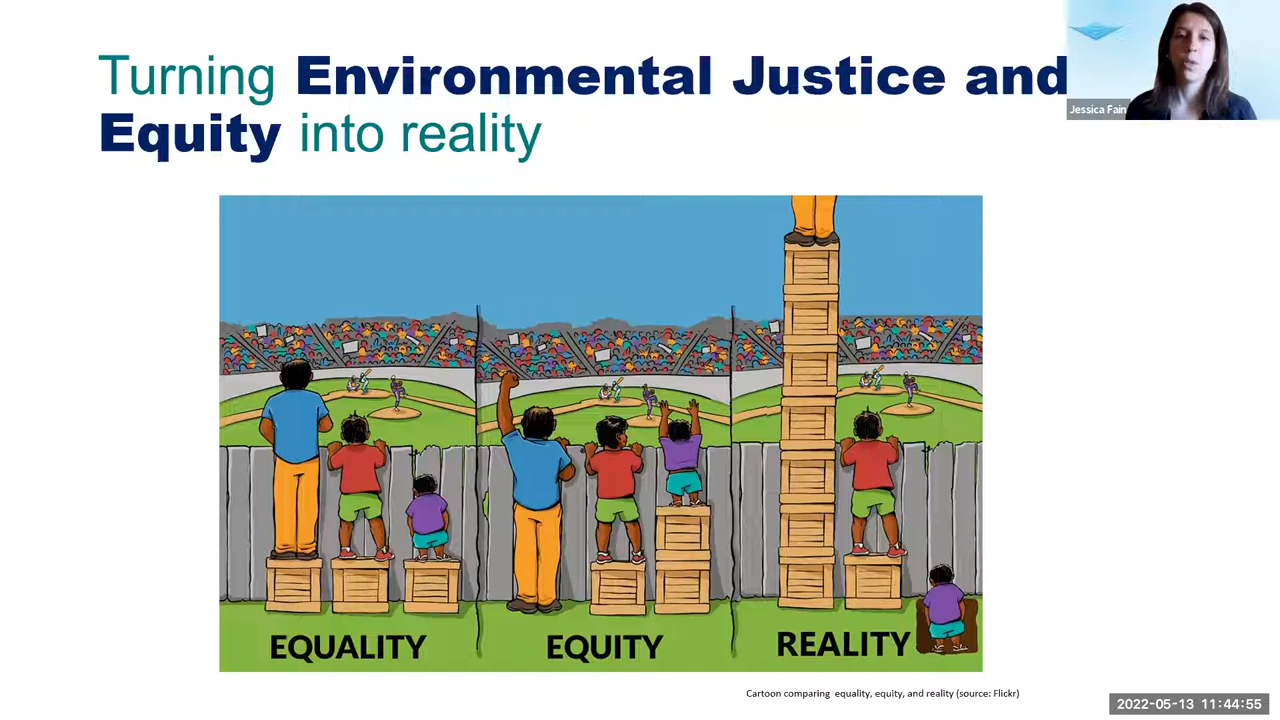 Turning Environmental Justice and
Equity into reality
Jessica Fain
EQUALITY
EQUITY
REALITY
Cartoon comparing equality, equity, and reality (source: Flickr)
2022-05-13 11:44:55